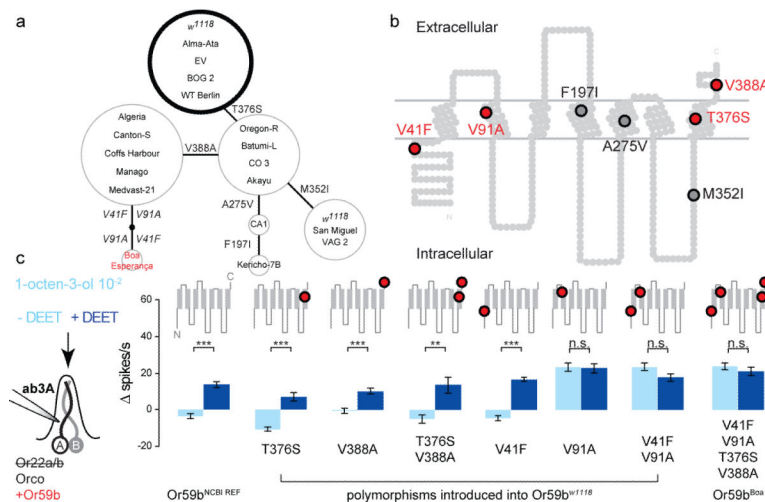 a
w1118
Alma-Ata
EV
BOG 2
WT Berlin
T376S
Algeria
Canton-S
Coffs Harbour
Manago
Medvast-21
V388A
Oregon-R
Batumi-L
CO 3
Akayu
M352I
w1118
San Miguel
VAG 2
A275V
CA1
F197I
Kericho-7B
V41F V91A
V91A V41F
Boa
Esperança
b
Extracellular
V388A
F197I
V41F
V91A
T376S
A275V
M352I
N
C
Intracellular
c
1-octen-3-ol 10-2
- DEET + DEET
ab3A
A B
Or22a/b
Orco
+Or59b
C
N
Δ spikes/s
60
40
20
0
-20
***
***
***
**
***
n.s.
n.s.
n.s.
T376S
V388A
T376S
V388A
V41F
V91A
V41F
V91A
V41F
V91A
T376S
V388A
Or59bNCBI REF
polymorphisms introduced into Or59bw1118
Or59bBoa